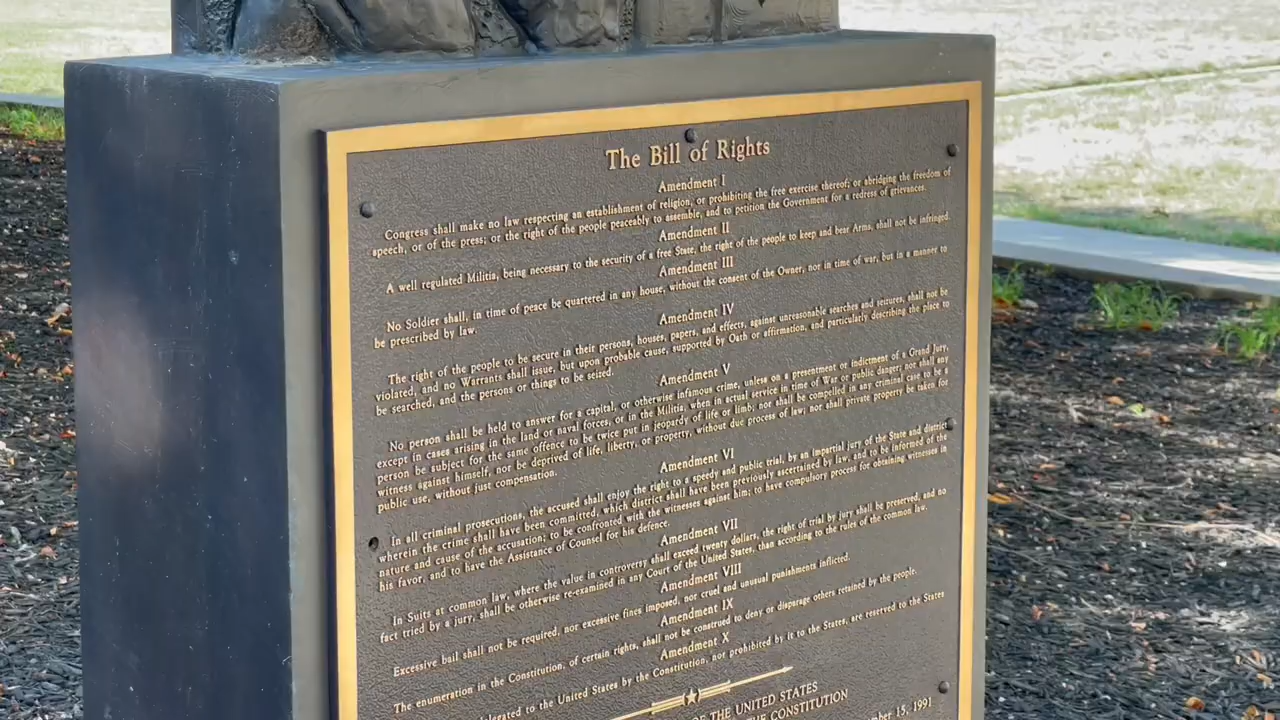 The Bill of Rights
Amendment I
Congress shall make no law respecting an establishment of religion, or prohibiting the free exercise thereof; or abridging the freedom of
speech, or of the press; or the right of the people peaceably to assemble, and to petition the Government for a redress of grievances.
Amendment II
A well regulated Militia, being necessary to the security of a free State, the right of the people to keep and bear Arms, shall not be infringed.
Amendment III
No Soldier shall, in time of peace be quartered in any house, without the consent of the Owner, nor in time of war, but in a manner to
be prescribed by law.
Amendment IV
The right of the people to be secure in their persons, houses, papers, and effects, against unreasonable searches and seizures, shall not be
violated, and no Warrants shall issue, but upon probable cause, supported by Oath or affirmation, and particularly describing the place to
be searched, and the persons or things to be seized.
Amendment V
No person shall be held to answer for a capital, or otherwise infamous crime, unless on a presentment or indictment of a Grand Jury,
except in cases arising in the land or naval forces, or in the Militia, when in actual service in time of War or public danger; nor shall any
person be subject for the same offence to be twice put in jeopardy of life or limb; nor shall be compelled in any criminal case to be a
witness against himself, nor be deprived of life, liberty, or property, without due process of law; nor shall private property be taken for
public use, without just compensation.
Amendment VI
In all criminal prosecutions, the accused shall enjoy the right to a speedy and public trial, by an impartial jury of the State and district
wherein the crime shall have been committed, which district shall have been previously ascertained by law, and to be informed of the
nature and cause of the accusation; to be confronted with the witnesses against him; to have compulsory process for obtaining witnesses in
his favor, and to have the Assistance of Counsel for his defence.
Amendment VII
In Suits at common law, where the value in controversy shall exceed twenty dollars, the right of trial by jury shall be preserved, and no
fact tried by a jury, shall be otherwise re-examined in any Court of the United States, than according to the rules of the common law.
Amendment VIII
Excessive bail shall not be required, nor excessive fines imposed, nor cruel and unusual punishments inflicted.
Amendment IX
The enumeration in the Constitution, of certain rights, shall not be construed to deny or disparage others retained by the people.
Amendment X
delegated to the United States by the Constitution, nor prohibited by it to the States, are reserved to the States
OF THE UNITED STATES
THE CONSTITUTION
15, 1991